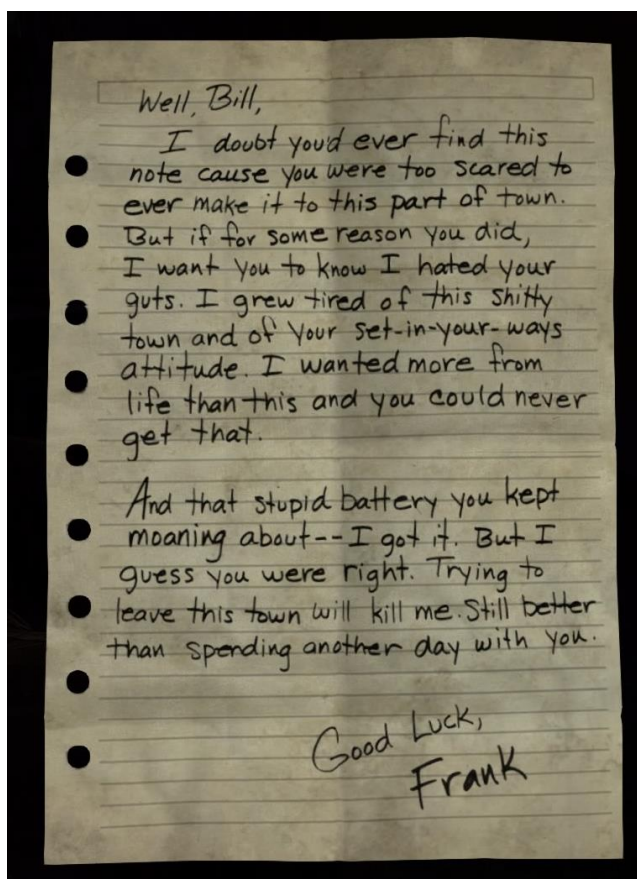 Well, Bill,
I doubt you'd ever find this
note cause you were too scared to
ever make it to this part of town.
But if for some reason you did,
I want you to know I hated your
guts. I grew tired of this shitty
town and of your set-in-your-ways
attitude. I wanted more from
life than this and you could never
get that.
And that stupid battery you kept
moaning about--I got it. But I
guess you were right. Trying to
leave this town will kill me. Still better
than spending another day with you.
Good Luck,
Frank